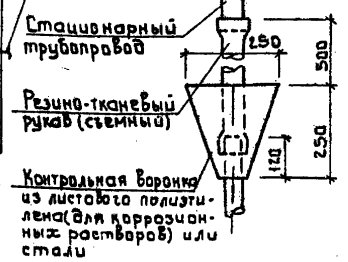 Стационарный
трубопровод
250
500
Резино-тканевый
рукав (съемный)
250
120
Контрольная воронка
из листового полиэти-
лена (для коррозион-
ных растворов) или
стали